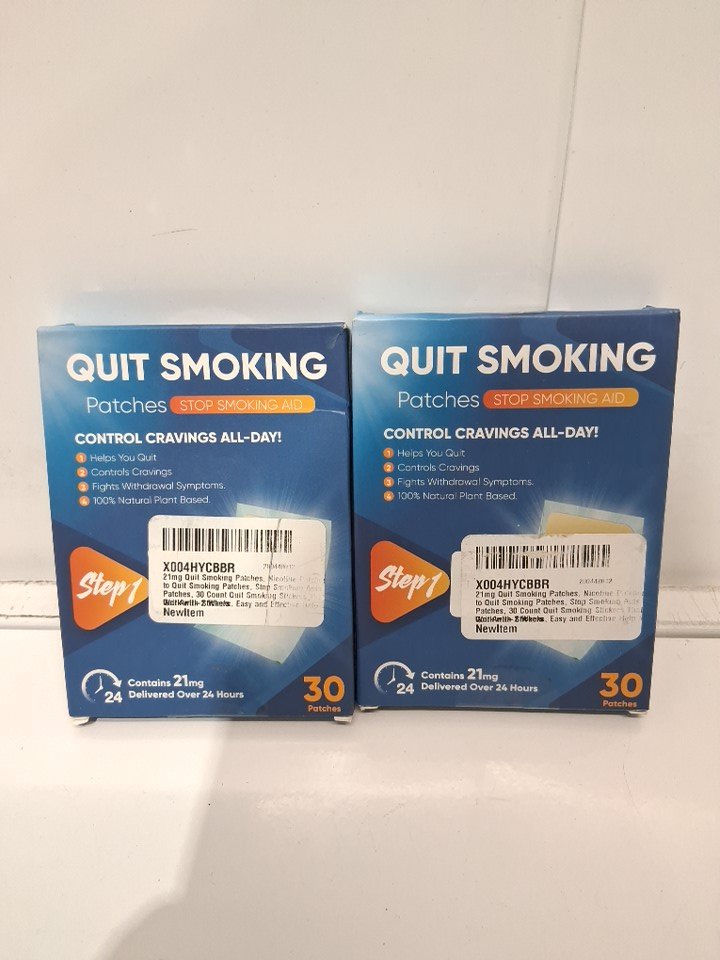 QUIT SMOKING
Patches STOP SMOKING AID
CONTROL CRAVINGS ALL-DAY!
1 Helps You Quit
2 Controls Cravings
3 Fights Withdrawal Symptoms.
4 100% Natural Plant Based.
Step 1
X004HYCBBR
21mg Quit Smoking Patches, Nicotine
to Quit Smoking Patches, Stop Smoking
Patches, 30 Count Quit Smoking
Easy and Effective
NewItem
24
Contains 21mg
Delivered Over 24 Hours
30
Patches
QUIT SMOKING
Patches STOP SMOKING AID
CONTROL CRAVINGS ALL-DAY!
1 Helps You Quit
2 Controls Cravings
3 Fights Withdrawal Symptoms.
4 100% Natural Plant Based.
Step 1
X004HYCBBR
21mg Quit Smoking Patches, Nicotine
to Quit Smoking Patches, Stop Smoking
Patches, 30 Count Quit Smoking Stickers
Easy and Effective Help
NewItem
24
Contains 21mg
Delivered Over 24 Hours
30
Patches